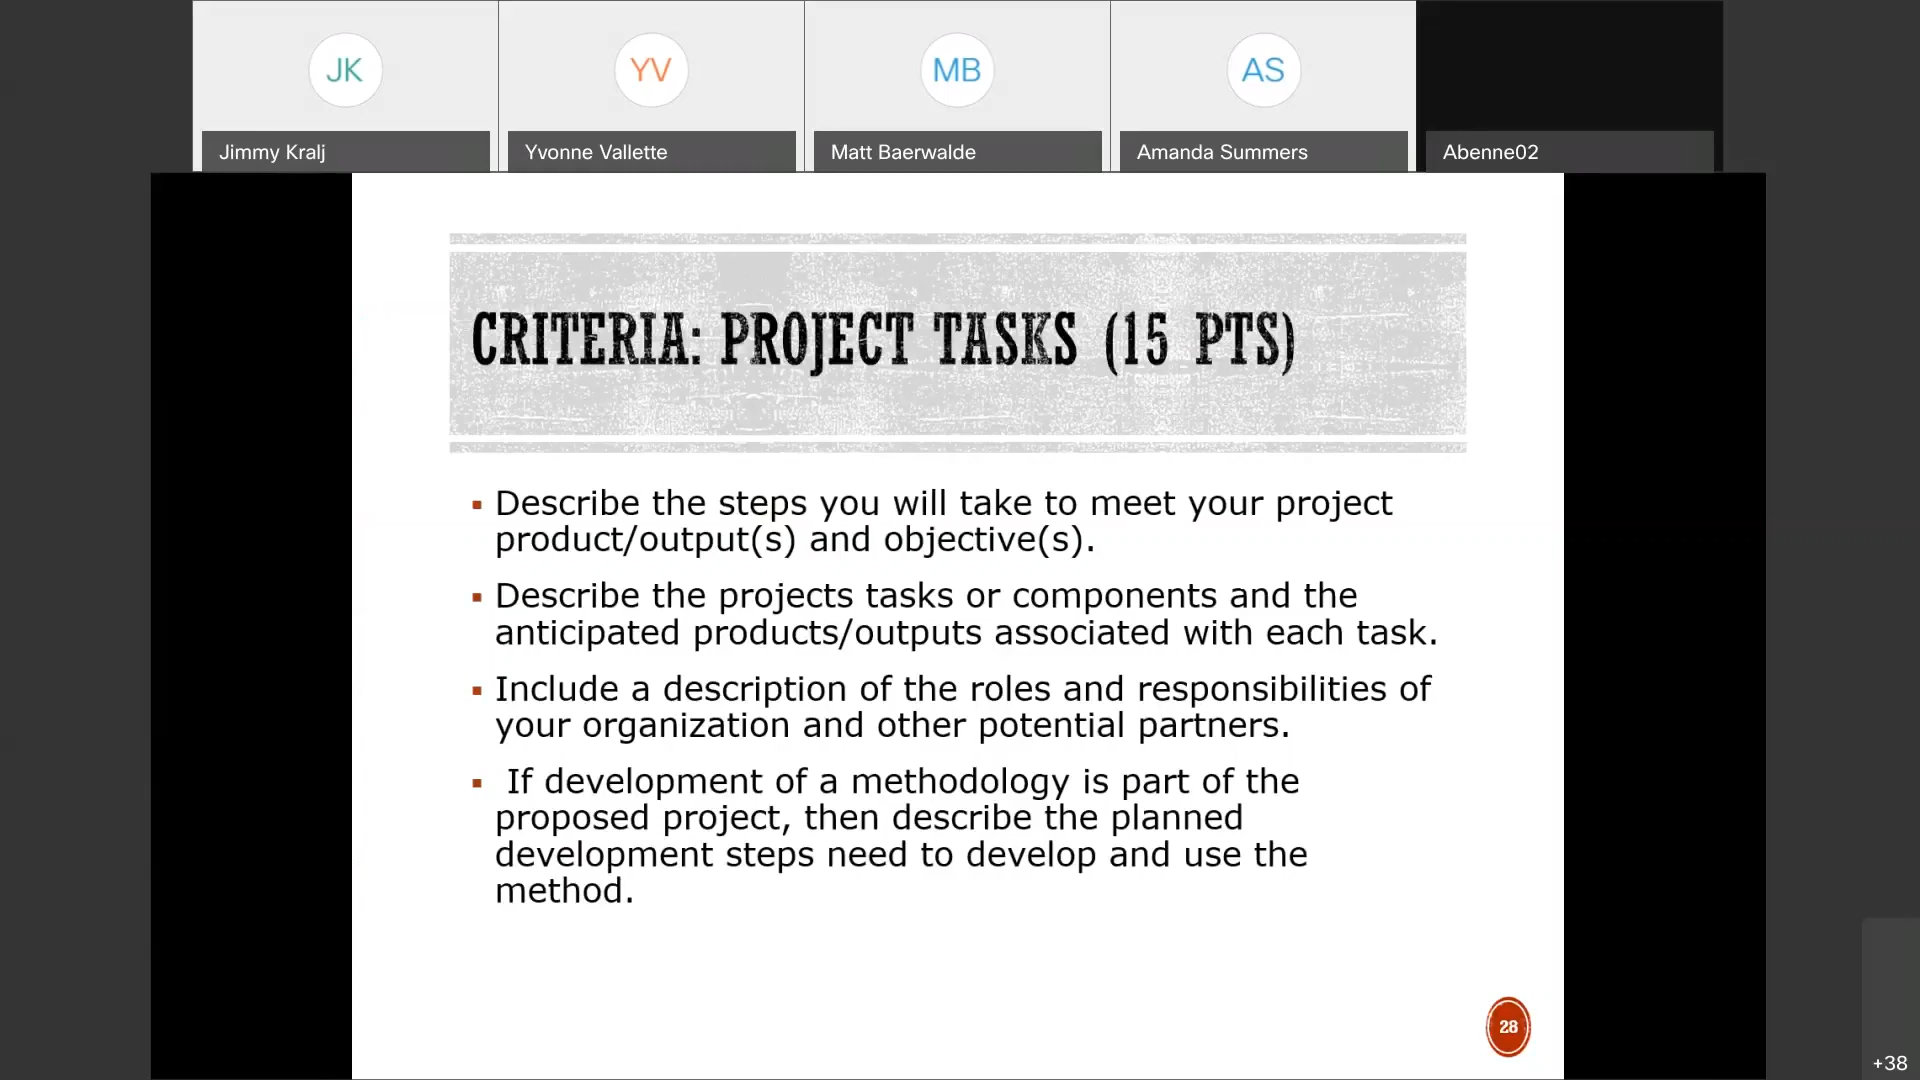 JK
YV
MB
AS
Jimmy Kralj
Yvonne Vallette
Matt Baerwalde
Amanda Summers
Abenne02
CRITERIA: PROJECT TASKS (15 PTS)
▪ Describe the steps you will take to meet your project
product/output(s) and objective(s).
▪ Describe the projects tasks or components and the
anticipated products/outputs associated with each task.
▪ Include a description of the roles and responsibilities of
your organization and other potential partners.
▪ If development of a methodology is part of the
proposed project, then describe the planned
development steps need to develop and use the
method.
28
+38